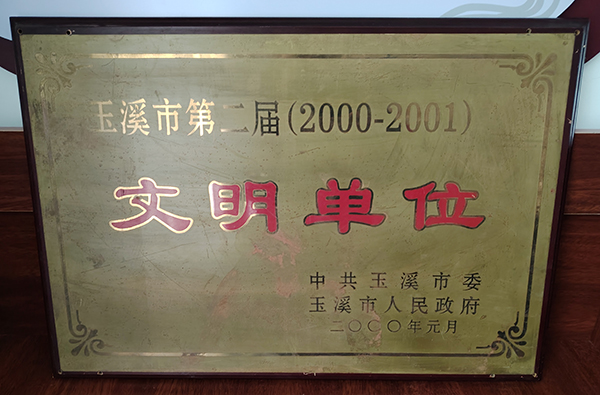 玉溪市第二届(2000-2001)
文明单位
中共玉溪市委
玉溪市人民政府
二〇〇〇年元月